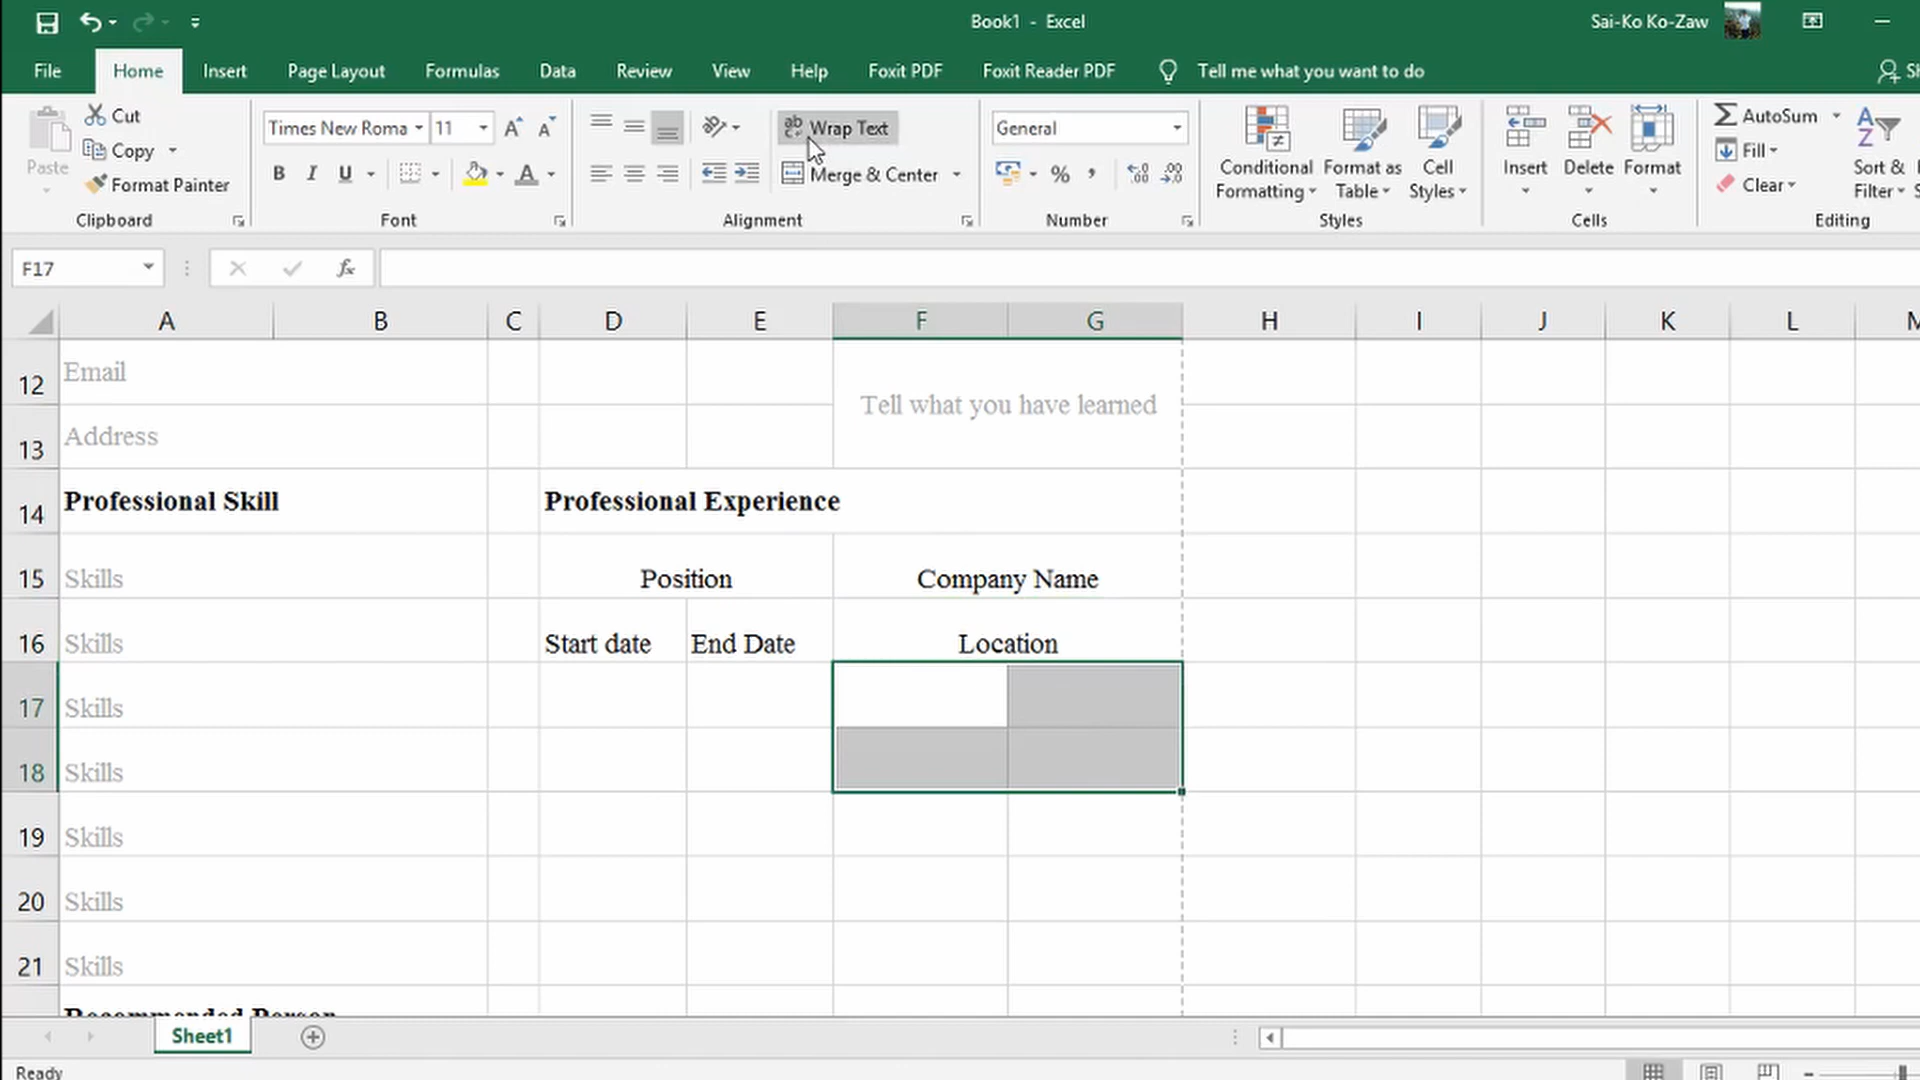 Book1 - Excel
Sai-Ko Ko-Zaw
File Home Insert Page Layout Formulas Data Review View Help Foxit PDF Foxit Reader PDF Tell me what you want to do
Paste
Cut
Copy
Format Painter
Clipboard
Times New Roma 11
B I U
Font
Wrap Text
Merge & Center
Alignment
General
Number
Conditional Formatting
Format as Table
Cell Styles
Styles
Insert Delete Format
Cells
AutoSum
Fill
Clear
Sort & Filter
Editing
F17 fx
A B C D E F G H I J K L
12 Email
Tell what you have learned
13 Address
14 Professional Skill Professional Experience
15 Skills Position Company Name
16 Skills Start date End Date Location
17 Skills
18 Skills
19 Skills
20 Skills
21 Skills
Recommended Person
Sheet1
Ready